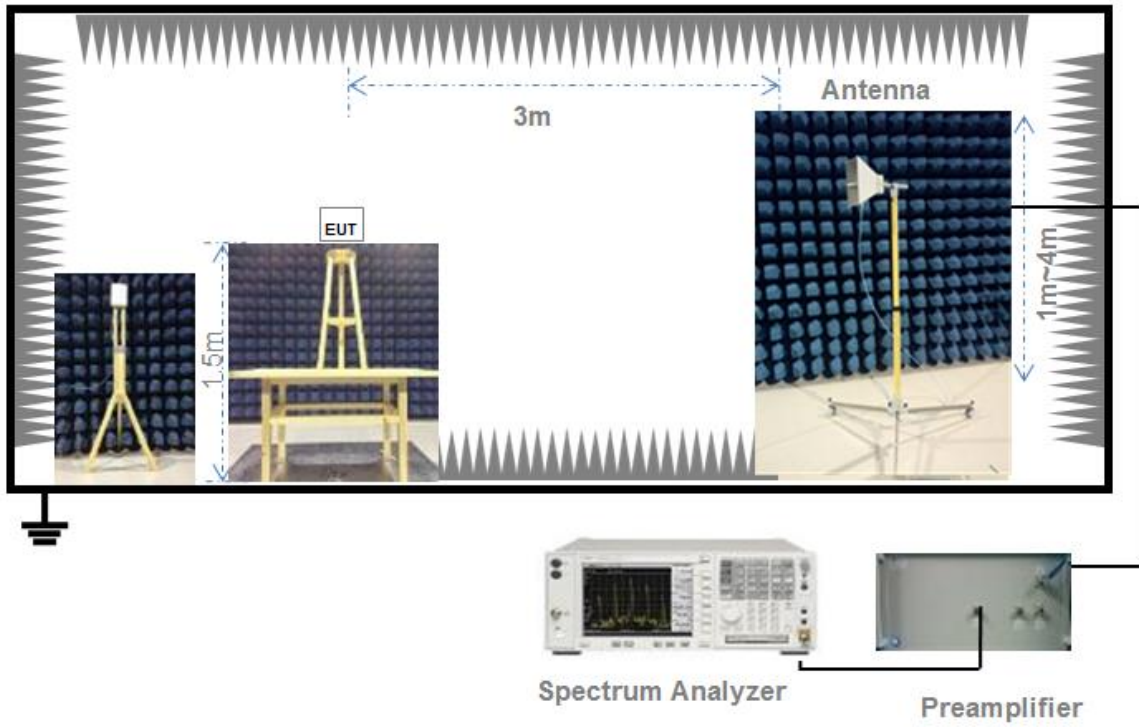 Antenna
3m
EUT
1.5m
1m~4m
Spectrum Analyzer
Preamplifier